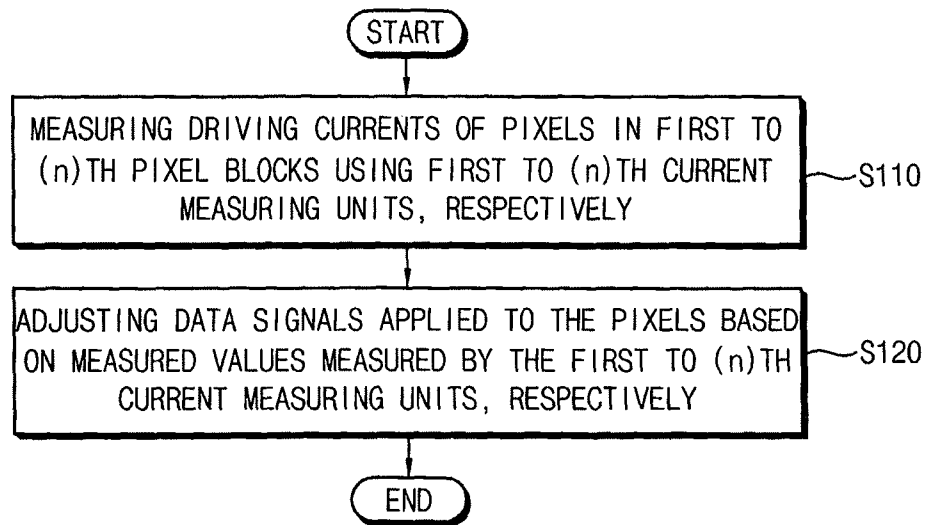 START
MEASURING DRIVING CURRENTS OF PIXELS IN FIRST TO
(n)TH PIXEL BLOCKS USING FIRST TO (n)TH CURRENT
MEASURING UNITS, RESPECTIVELY
S110
ADJUSTING DATA SIGNALS APPLIED TO THE PIXELS BASED
ON MEASURED VALUES MEASURED BY THE FIRST TO (n)TH
CURRENT MEASURING UNITS, RESPECTIVELY
S120
END